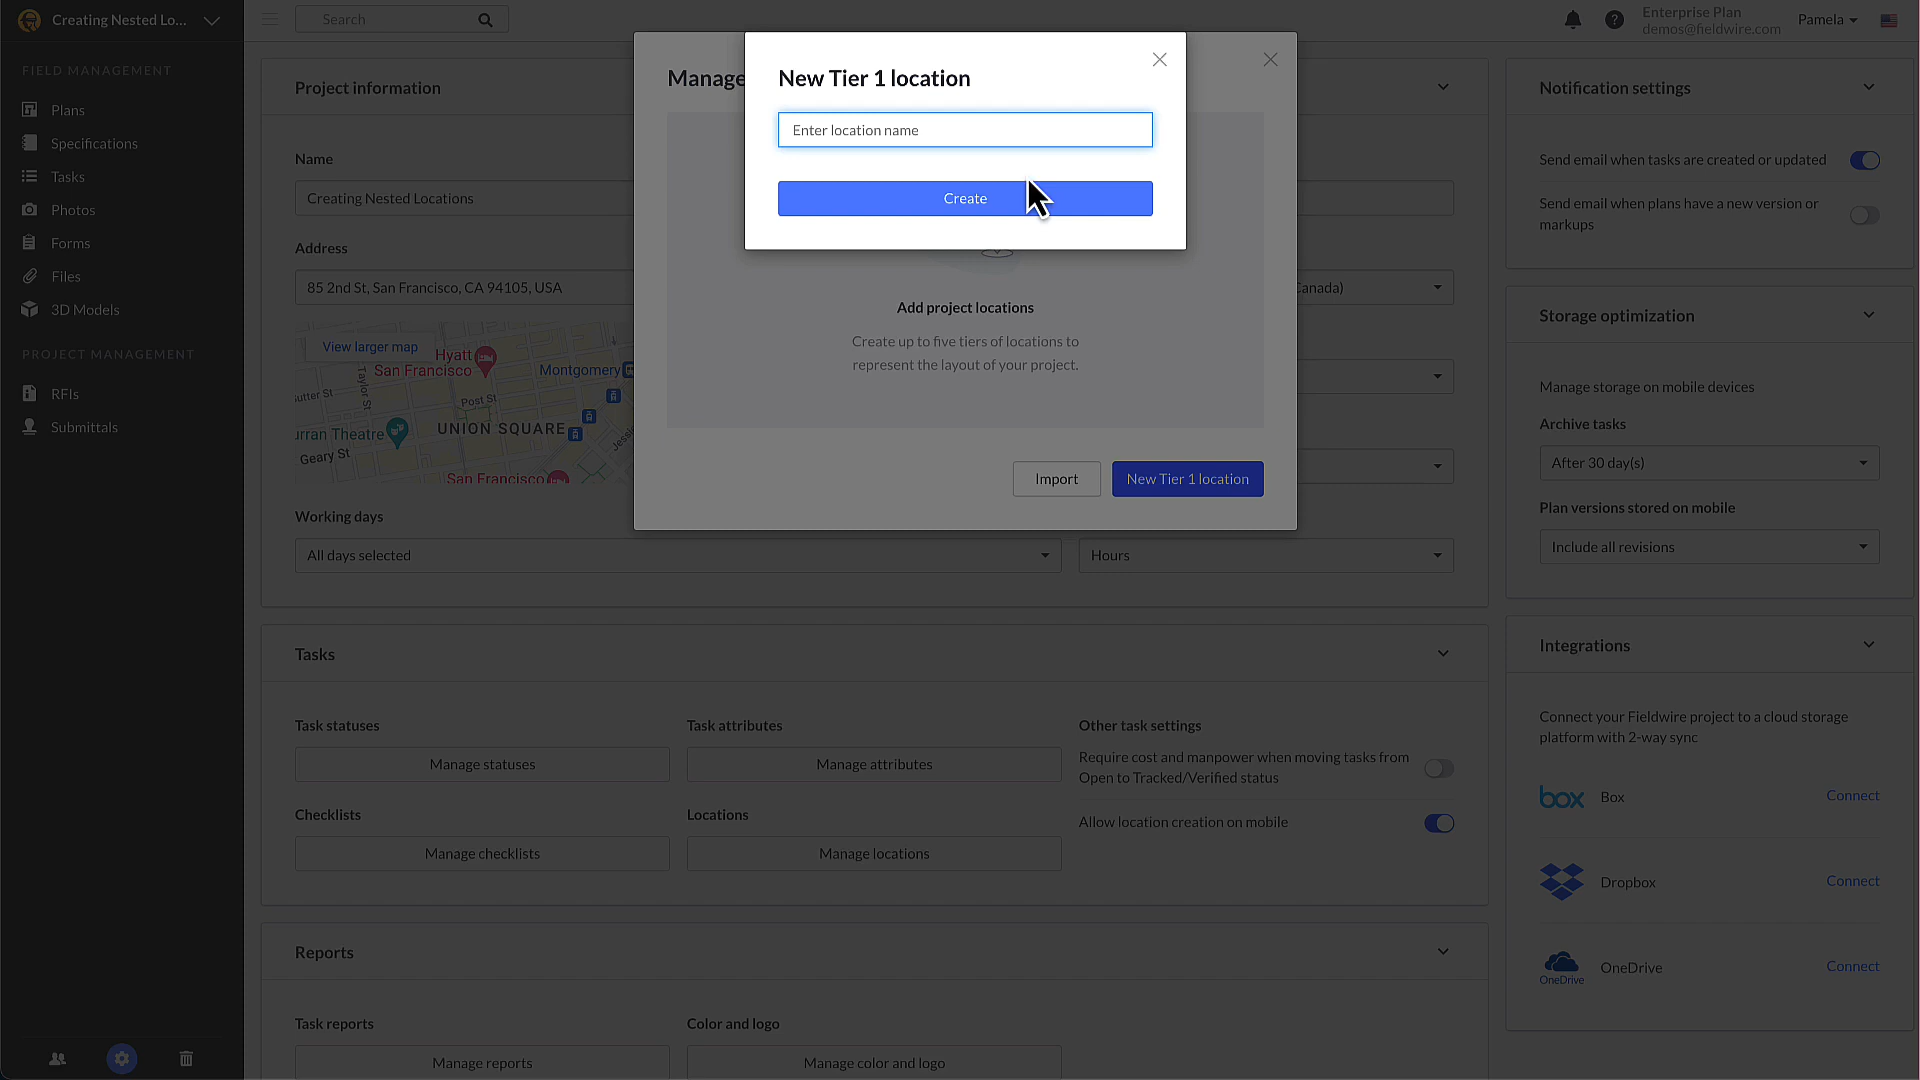 Creating Nested Lo...
Search
Enterprise Plan
demos@fieldwire.com
Pamela
FIELD MANAGEMENT
Plans
Specifications
Tasks
Photos
Forms
Files
3D Models
PROJECT MANAGEMENT
RFIs
Submittals
Project information
Name
Creating Nested Locations
Address
85 2nd St, San Francisco, CA 94105, USA
Canada)
View larger map
Hyatt
San Francisco
Montgomery
utter St
Taylor St
Post St
UNION SQUARE
urran Theatre
Geary St
Jessie
San Francisco
Working days
All days selected
Hours
Manage
New Tier 1 location
Enter location name
Create
Add project locations
Create up to five tiers of locations to
represent the layout of your project.
Import
New Tier 1 location
Tasks
Task statuses
Manage statuses
Task attributes
Manage attributes
Other task settings
Require cost and manpower when moving tasks from
Open to Tracked/Verified status
Checklists
Manage checklists
Locations
Manage locations
Allow location creation on mobile
Reports
Task reports
Manage reports
Color and logo
Manage color and logo
Notification settings
Send email when tasks are created or updated
Send email when plans have a new version or
markups
Storage optimization
Manage storage on mobile devices
Archive tasks
After 30 day(s)
Plan versions stored on mobile
Include all revisions
Integrations
Connect your Fieldwire project to a cloud storage
platform with 2-way sync
box
Box
Connect
Dropbox
Connect
OneDrive
OneDrive
Connect